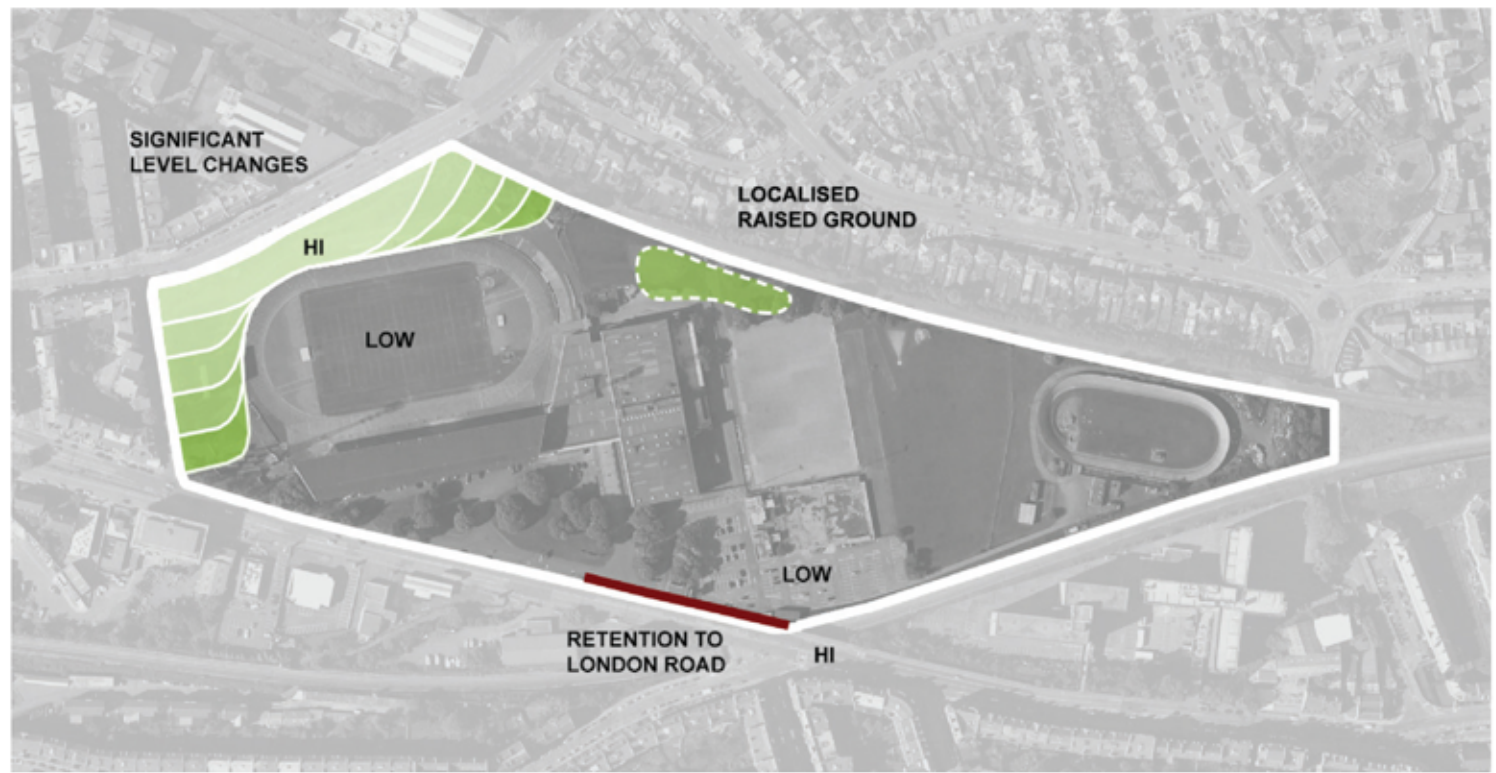 SIGNIFICANT
LEVEL CHANGES
LOCALISED
RAISED GROUND
HI
LOW
LOW
RETENTION TO
LONDON ROAD
HI